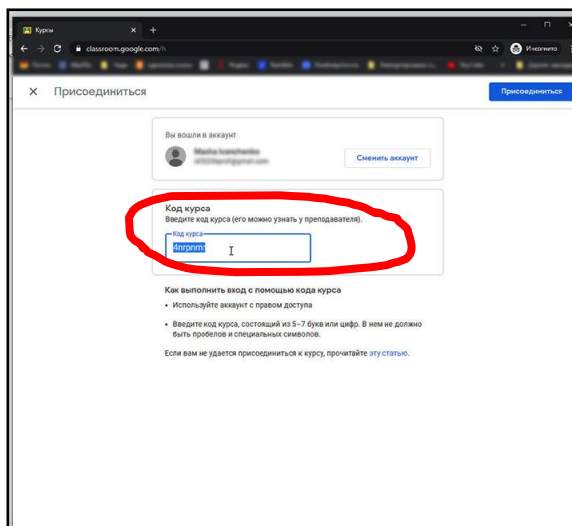 Курсы
classroom.google.com/h
Инкогнито
Присоединиться
Присоединиться
Вы вошли в аккаунт
Сменить аккаунт
Код курса
Введите код курса (его можно узнать у преподавателя).
Код курса
4nrpnmr
Как выполнить вход с помощью кода курса
• Используйте аккаунт с правом доступа
• Введите код курса, состоящий из 5–7 букв или цифр. В нем не должно
быть пробелов и специальных символов.
Если вам не удается присоединиться к курсу, прочитайте эту статью.